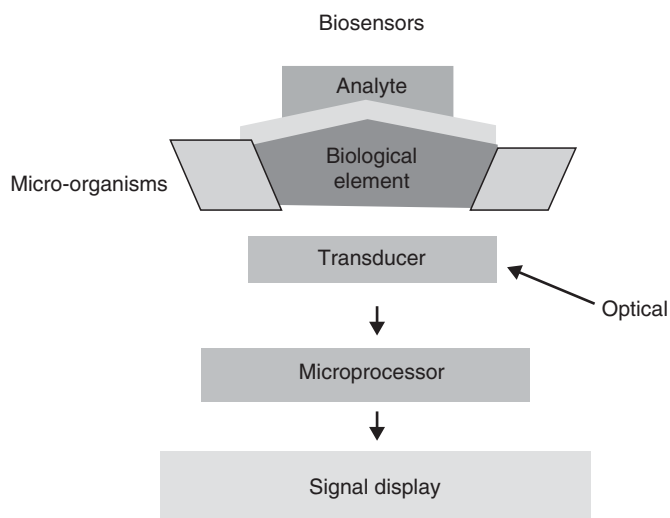 Biosensors
Analyte
Biological
element
Micro-organisms
Transducer
Optical
Microprocessor
Signal display